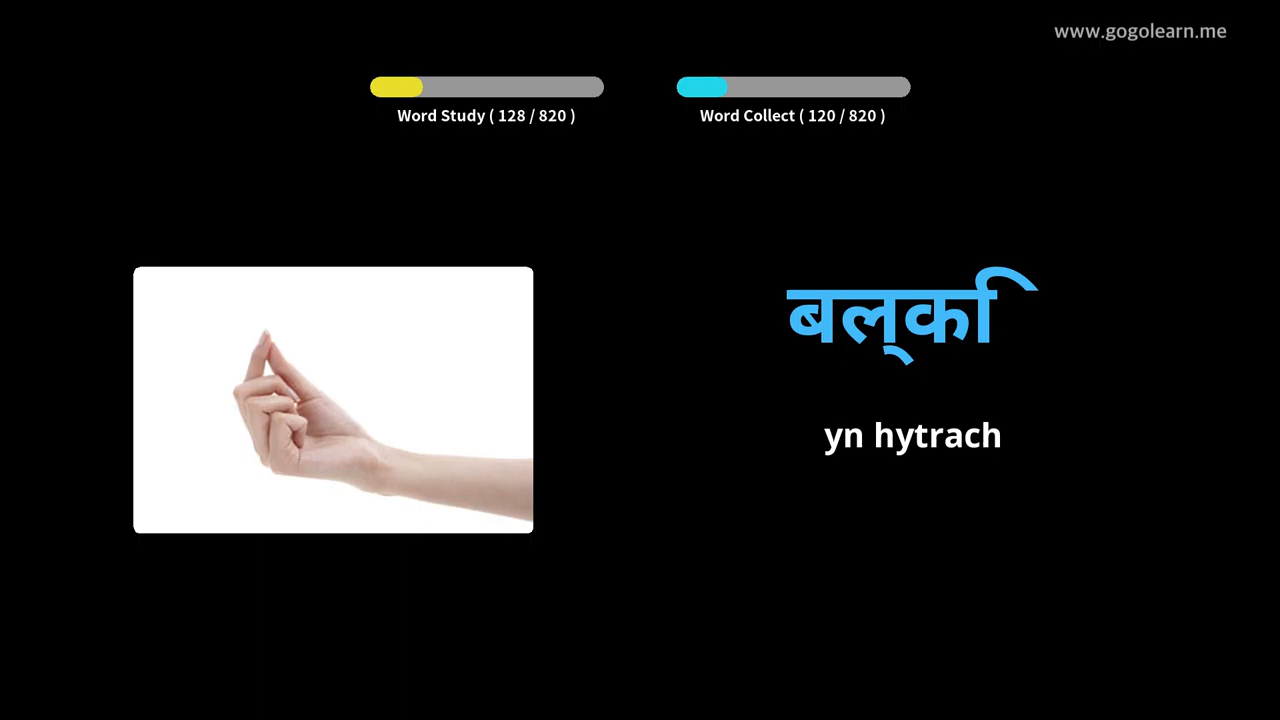 www.gogolearn.me
Word Study ( 128 / 820 )
Word Collect ( 120 / 820 )
बल्कि
yn hytrach